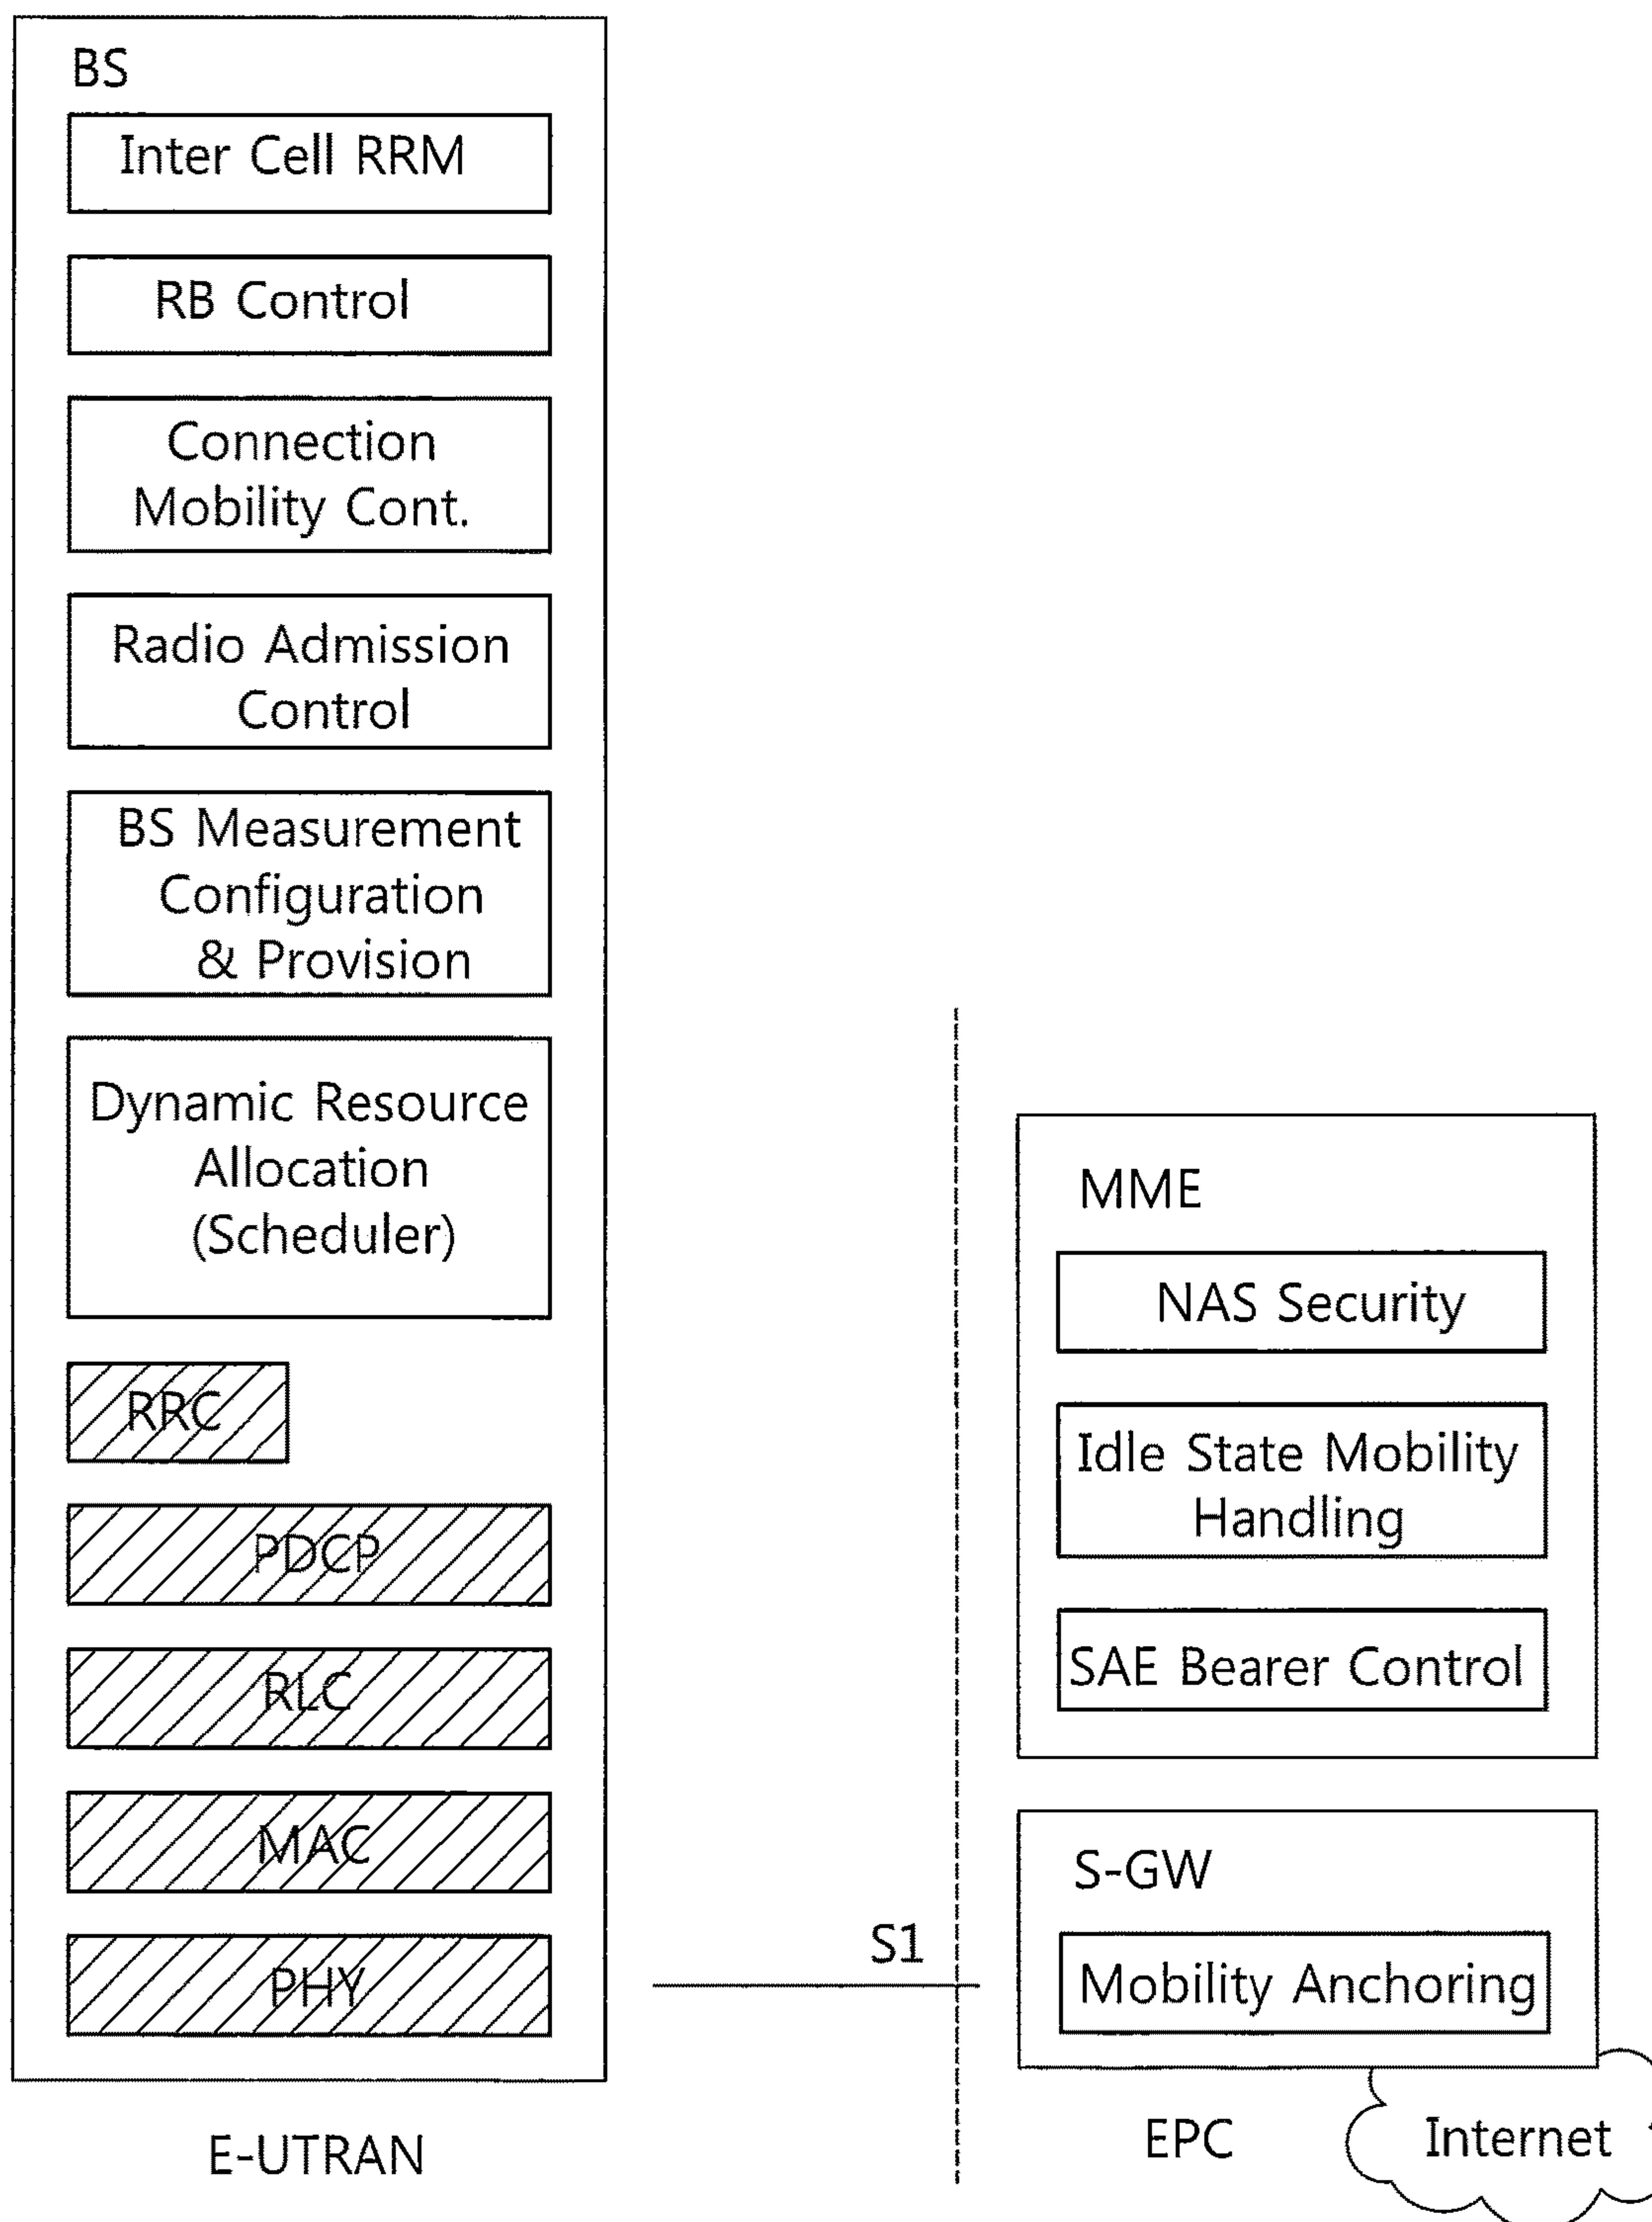 BS
Inter Cell RRM
RB Control
Connection
Mobility Cont.
Radio Admission
Control
BS Measurement
Configuration
& Provision
Dynamic Resource
Allocation
(Scheduler)
RRC
PDCP
RLC
MAC
PHY
E-UTRAN
S1
MME
NAS Security
Idle State Mobility
Handling
SAE Bearer Control
S-GW
Mobility Anchoring
EPC
Internet